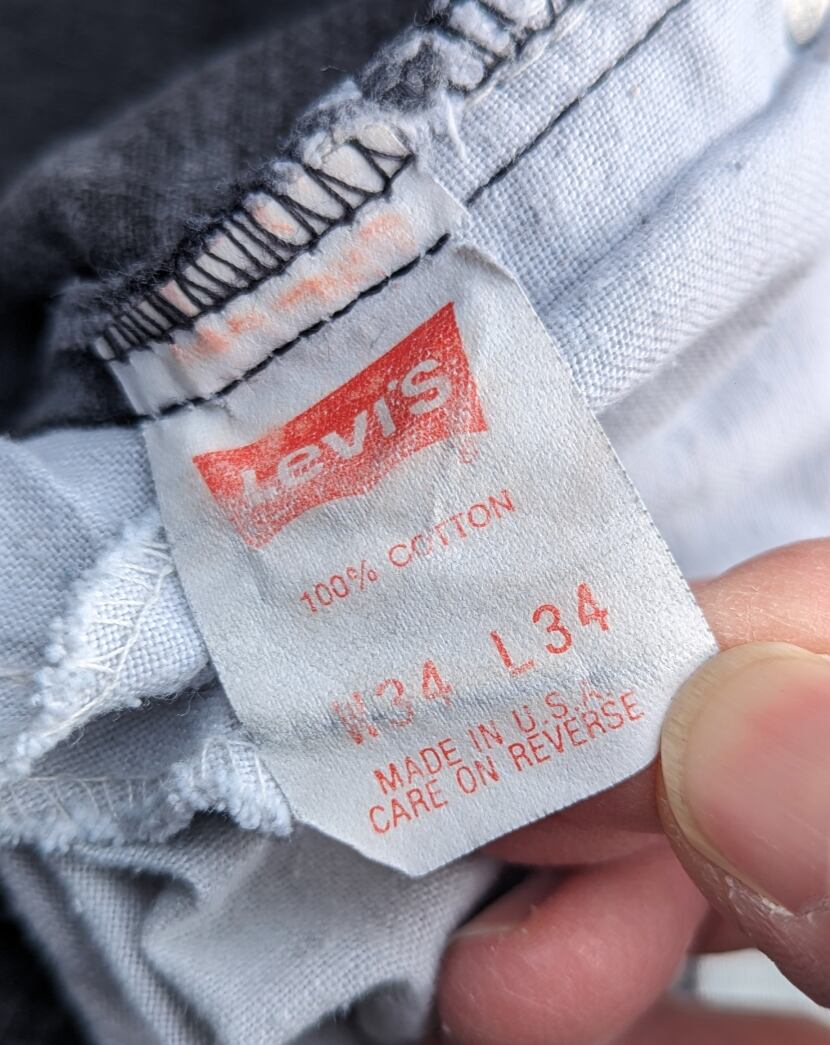 Levi's
100% COTTON
W34 L34
MADE IN U.S.A.
CARE ON REVERSE